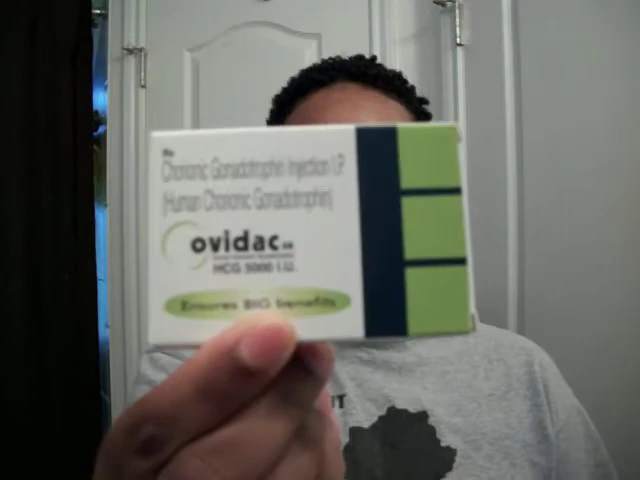 Chorionic Gonadotrophin Injection I.P
(Human Chorionic Gonadotrophin)
ovidac
HCG 5000 I.U.
Ensures BIG benefits